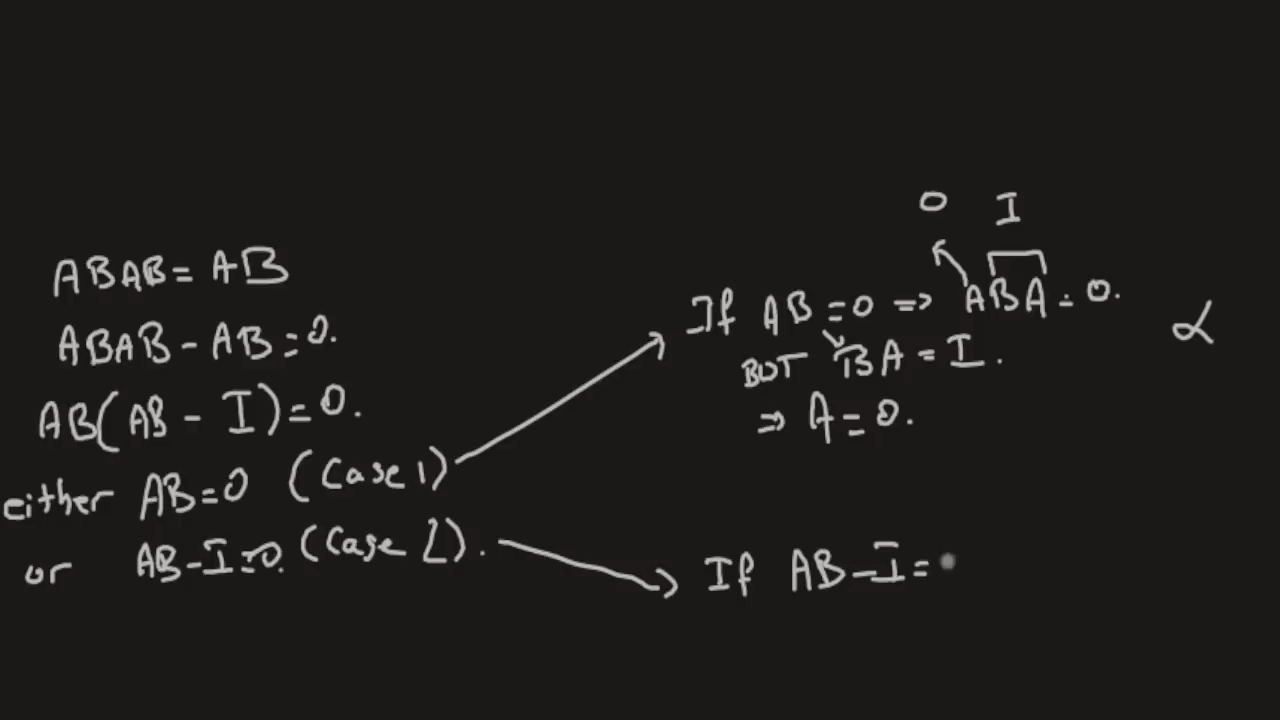 ABAB = AB
ABAB - AB = 0.
AB(AB - I) = 0.
either AB = 0 (Case 1)
or AB - I = 0. (Case 2).
0 I
If AB = 0 => ABA = 0.
BUT BA = I.
=> A = 0.
If AB - I =